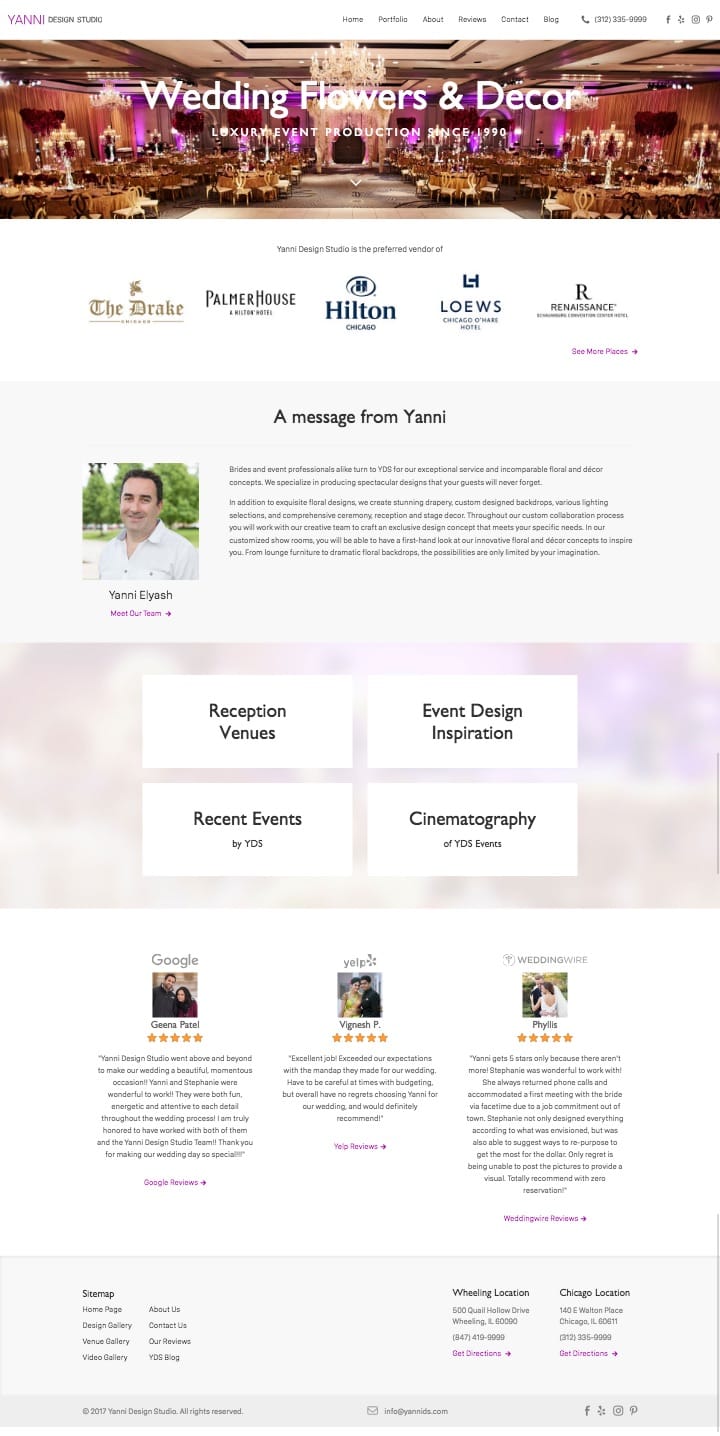 YANNI DESIGN STUDIO
Home Portfolio About Reviews Contact Blog (312) 335-9999
Wedding Flowers & Decor
LUXURY EVENT PRODUCTION SINCE 1990
Yanni Design Studio is the preferred vendor of
The Drake
CHICAGO
PALMER HOUSE
A HILTON HOTEL
Hilton
CHICAGO
LOEWS
CHICAGO O'HARE
HOTEL
R
RENAISSANCE
SCHAUMBURG CONVENTION CENTER HOTEL
See More Places
A message from Yanni
Brides and event professionals alike turn to YDS for our exceptional service and incomparable floral and décor
concepts. We specialize in producing spectacular designs that your guests will never forget.
In addition to exquisite floral designs, we create stunning drapery, custom designed backdrops, various lighting
selections, and comprehensive ceremony, reception and stage decor. Throughout our custom collaboration process
you will work with our creative team to craft an exclusive design concept that meets your specific needs. In our
customized show rooms, you will be able to have a first-hand look at our innovative floral and décor concepts to inspire
you. From lounge furniture to dramatic floral backdrops, the possibilities are only limited by your imagination.
Yanni Elyash
Meet Our Team
Reception
Venues
Event Design
Inspiration
Recent Events
by YDS
Cinematography
of YDS Events
Google
Geena Patel
"Yanni Design Studio went above and beyond
to make our wedding a beautiful, momentous
occasion!! Yanni and Stephanie were
wonderful to work!! They were both fun,
energetic and attentive to each detail
throughout the wedding process! I am truly
honored to have worked with both of them
and the Yanni Design Studio Team!! Thank you
for making our wedding day so special!!!"
Google Reviews
yelp
Vignesh P.
"Excellent job! Exceeded our expectations
with the mandap they made for our wedding.
Have to be careful at times with budgeting,
but overall have no regrets choosing Yanni for
our wedding, and would definitely
recommend!"
Yelp Reviews
WEDDINGWIRE
Phyllis
"Yanni gets 5 stars only because there aren't
more! Stephanie was wonderful to work with!
She always returned phone calls and
accommodated a first meeting with the bride
via facetime due to a job commitment out of
town. Stephanie not only designed everything
according to what was envisioned, but was
also able to suggest ways to re-purpose to
get the most for the dollar. Only regret is
being unable to post the pictures to provide a
visual. Totally recommend with zero
reservation!"
Weddingwire Reviews
Sitemap
Home Page About Us
Design Gallery Contact Us
Venue Gallery Our Reviews
Video Gallery YDS Blog
Wheeling Location
500 Quail Hollow Drive
Wheeling, IL 60090
(847) 419-9999
Get Directions
Chicago Location
140 E Walton Place
Chicago, IL 60611
(312) 335-9999
Get Directions
© 2017 Yanni Design Studio. All rights reserved.
info@yannids.com